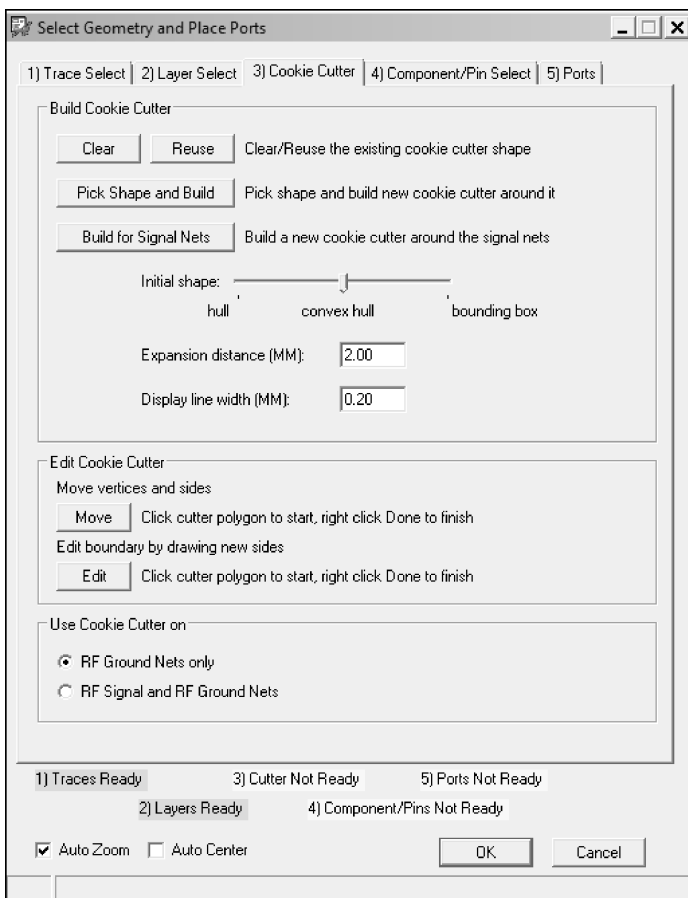 Select Geometry and Place Ports
1) Trace Select 2) Layer Select 3) Cookie Cutter 4) Component/Pin Select 5) Ports
Build Cookie Cutter
Clear Reuse Clear/Reuse the existing cookie cutter shape
Pick Shape and Build Pick shape and build new cookie cutter around it
Build for Signal Nets Build a new cookie cutter around the signal nets
Initial shape:
hull convex hull bounding box
Expansion distance (MM): 2.00
Display line width (MM): 0.20
Edit Cookie Cutter
Move vertices and sides
Move Click cutter polygon to start, right click Done to finish
Edit boundary by drawing new sides
Edit Click cutter polygon to start, right click Done to finish
Use Cookie Cutter on
RF Ground Nets only
RF Signal and RF Ground Nets
1) Traces Ready 3) Cutter Not Ready 5) Ports Not Ready
2) Layers Ready 4) Component/Pins Not Ready
Auto Zoom Auto Center OK Cancel